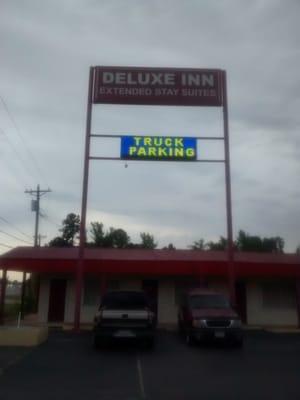 DELUXE INN
EXTENDED STAY SUITES
TRUCK
PARKING